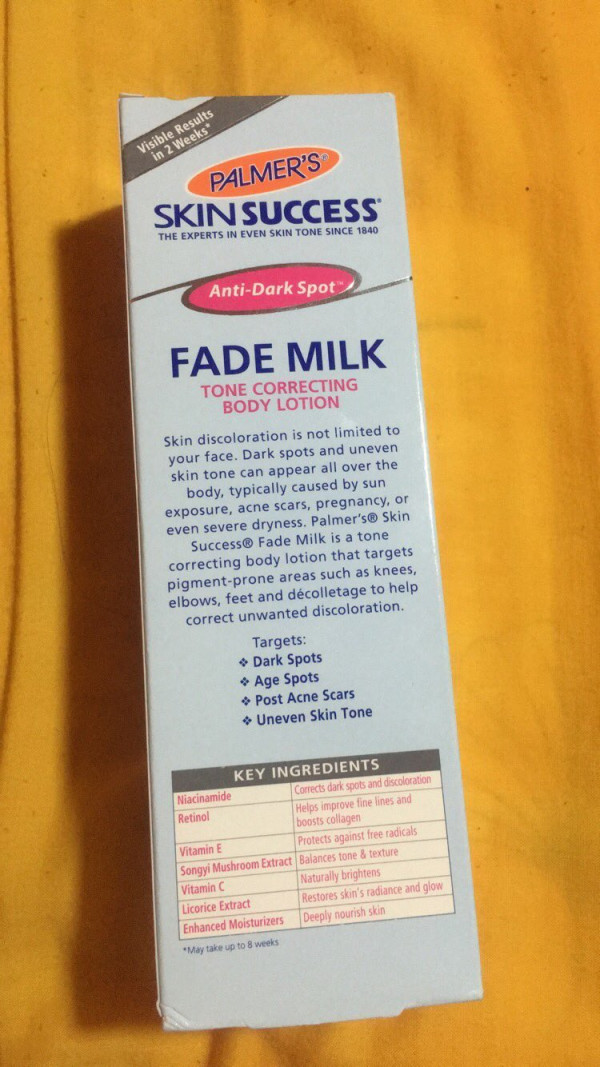 Visible Results
in 2 Weeks*
PALMER'S®
SKIN SUCCESS®
THE EXPERTS IN EVEN SKIN TONE SINCE 1840
Anti-Dark Spot™
FADE MILK
TONE CORRECTING
BODY LOTION
Skin discoloration is not limited to
your face. Dark spots and uneven
skin tone can appear all over the
body, typically caused by sun
exposure, acne scars, pregnancy, or
even severe dryness. Palmer's® Skin
Success® Fade Milk is a tone
correcting body lotion that targets
pigment-prone areas such as knees,
elbows, feet and décolletage to help
correct unwanted discoloration.
Targets:
❖ Dark Spots
❖ Age Spots
❖ Post Acne Scars
❖ Uneven Skin Tone
KEY INGREDIENTS
Niacinamide Corrects dark spots and discoloration
Retinol Helps improve fine lines and
boosts collagen
Vitamin E Protects against free radicals
Songyi Mushroom Extract Balances tone & texture
Vitamin C Naturally brightens
Licorice Extract Restores skin's radiance and glow
Enhanced Moisturizers Deeply nourish skin
*May take up to 8 weeks